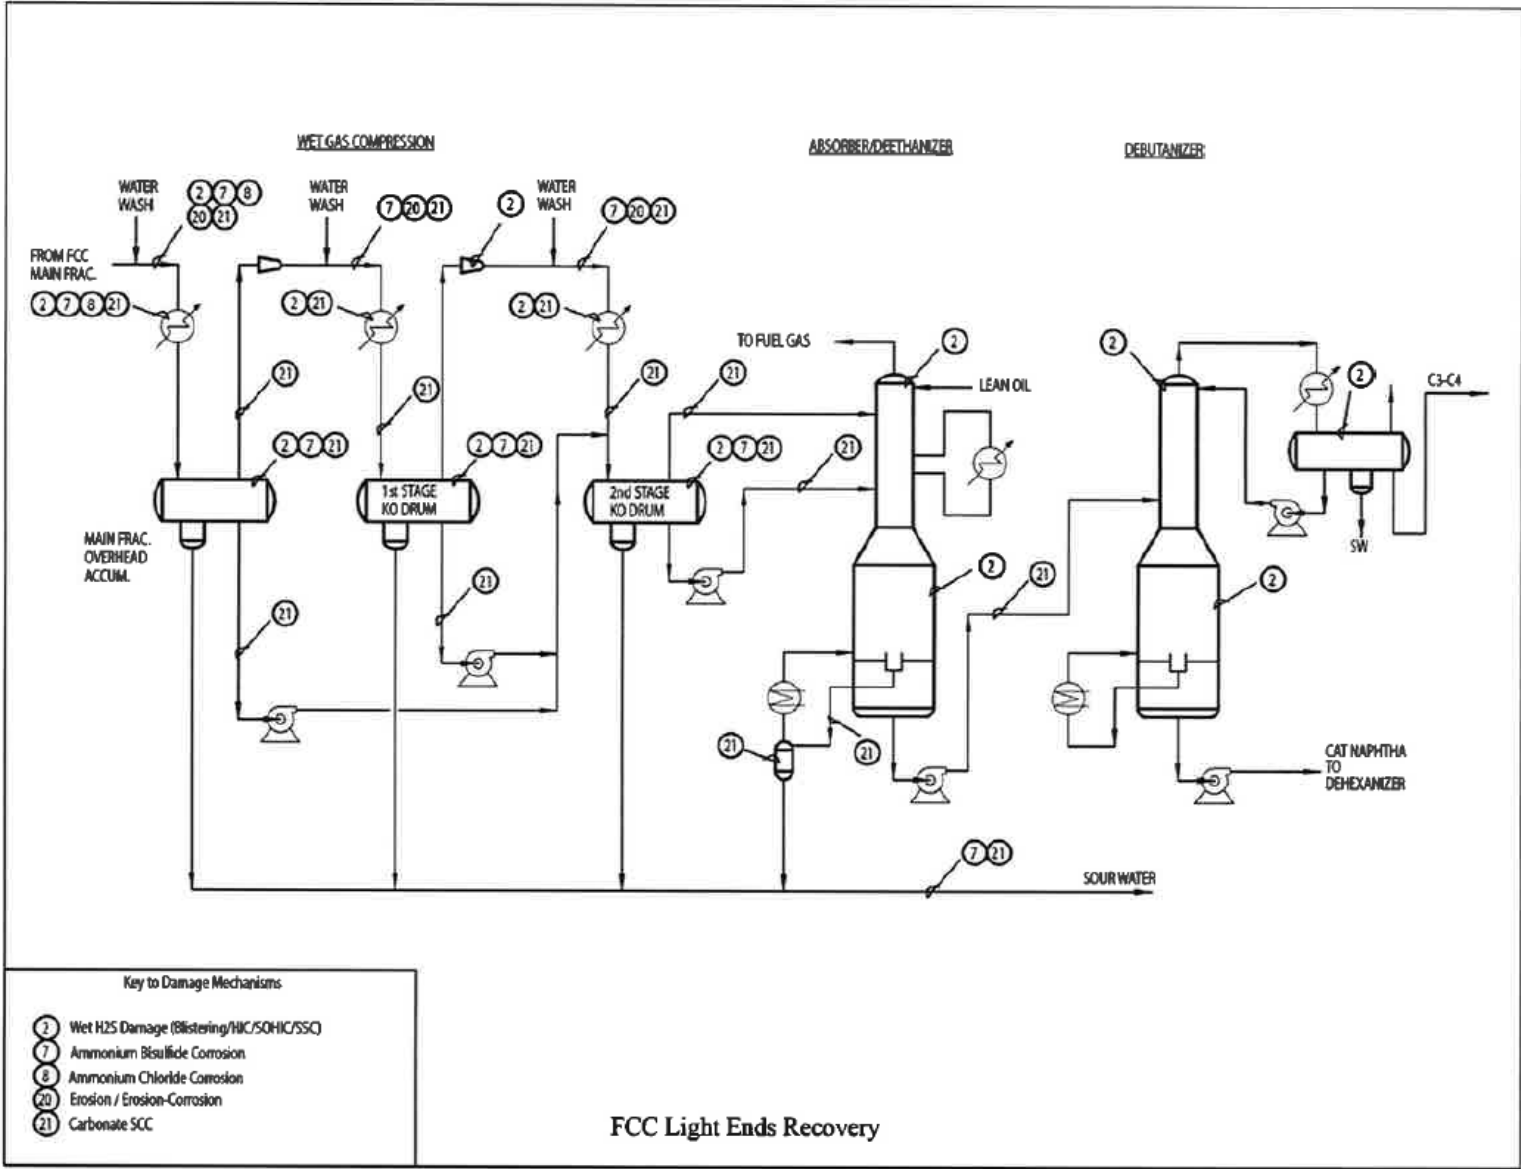 WET GAS COMPRESSION
ABSORBER/DEETHANIZER
DEBUTANIZER
WATER
WASH
2 7 8
20 21
WATER
WASH
7 20 21
2
WATER
WASH
7 20 21
FROM FCC
MAIN FRAC.
2 7 8 21
2 21
2 21
TO FUEL GAS
2
LEAN OIL
2
2
C3-C4
21
21
21
21
2 7 21
2 7 21
2 7 21
21
1st STAGE
KO DRUM
2nd STAGE
KO DRUM
MAIN FRAC.
OVERHEAD
ACCUM.
SW
21
21
2
21
2
21
21
CAT NAPHTHA
TO
DEHEXANIZER
7 21
SOUR WATER
Key to Damage Mechanisms
2 Wet H2S Damage (Blistering/HIC/SOHIC/SSC)
7 Ammonium Bisulfide Corrosion
8 Ammonium Chloride Corrosion
20 Erosion / Erosion-Corrosion
21 Carbonate SCC
FCC Light Ends Recovery